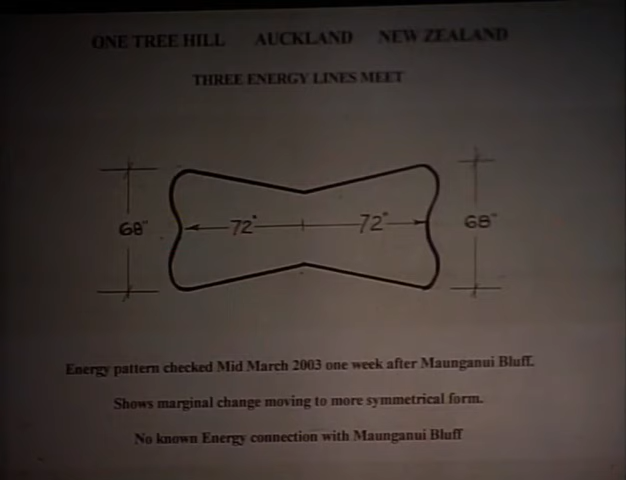 ONE TREE HILL AUCKLAND NEW ZEALAND
THREE ENERGY LINES MEET
68" 72" 72" 68"
Energy pattern checked Mid March 2003 one week after Maunganui Bluff.
Shows marginal change moving to more symmetrical form.
No known Energy connection with Maunganui Bluff